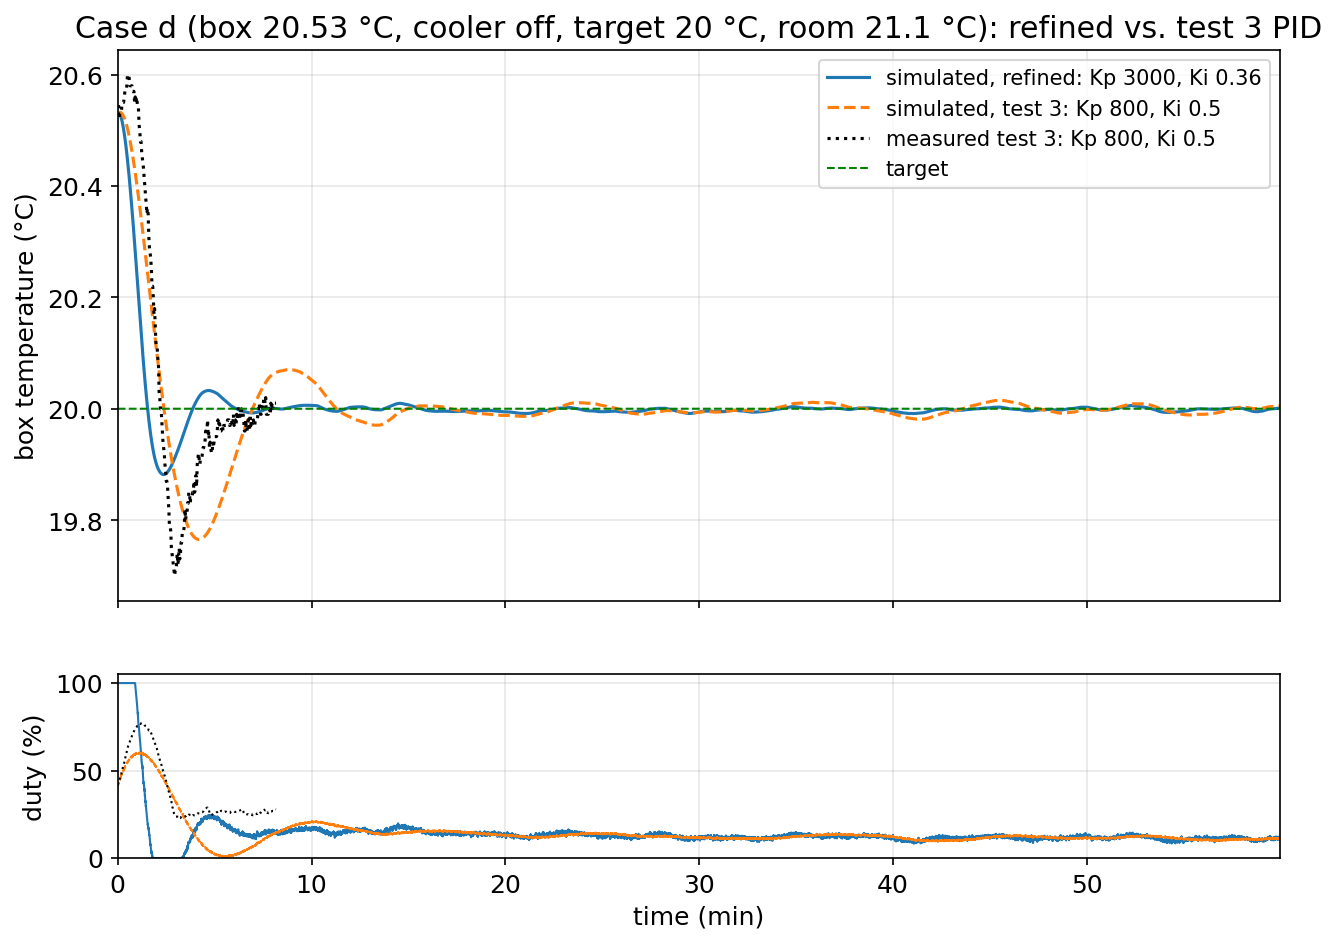 Case d (box 20.53 °C, cooler off, target 20 °C, room 21.1 °C): refined vs. test 3 PID
simulated, refined: Kp 3000, Ki 0.36
simulated, test 3: Kp 800, Ki 0.5
measured test 3: Kp 800, Ki 0.5
target
box temperature (°C)
20.6
20.4
20.2
20.0
19.8
duty (%)
100
50
0
0 10 20 30 40 50
time (min)